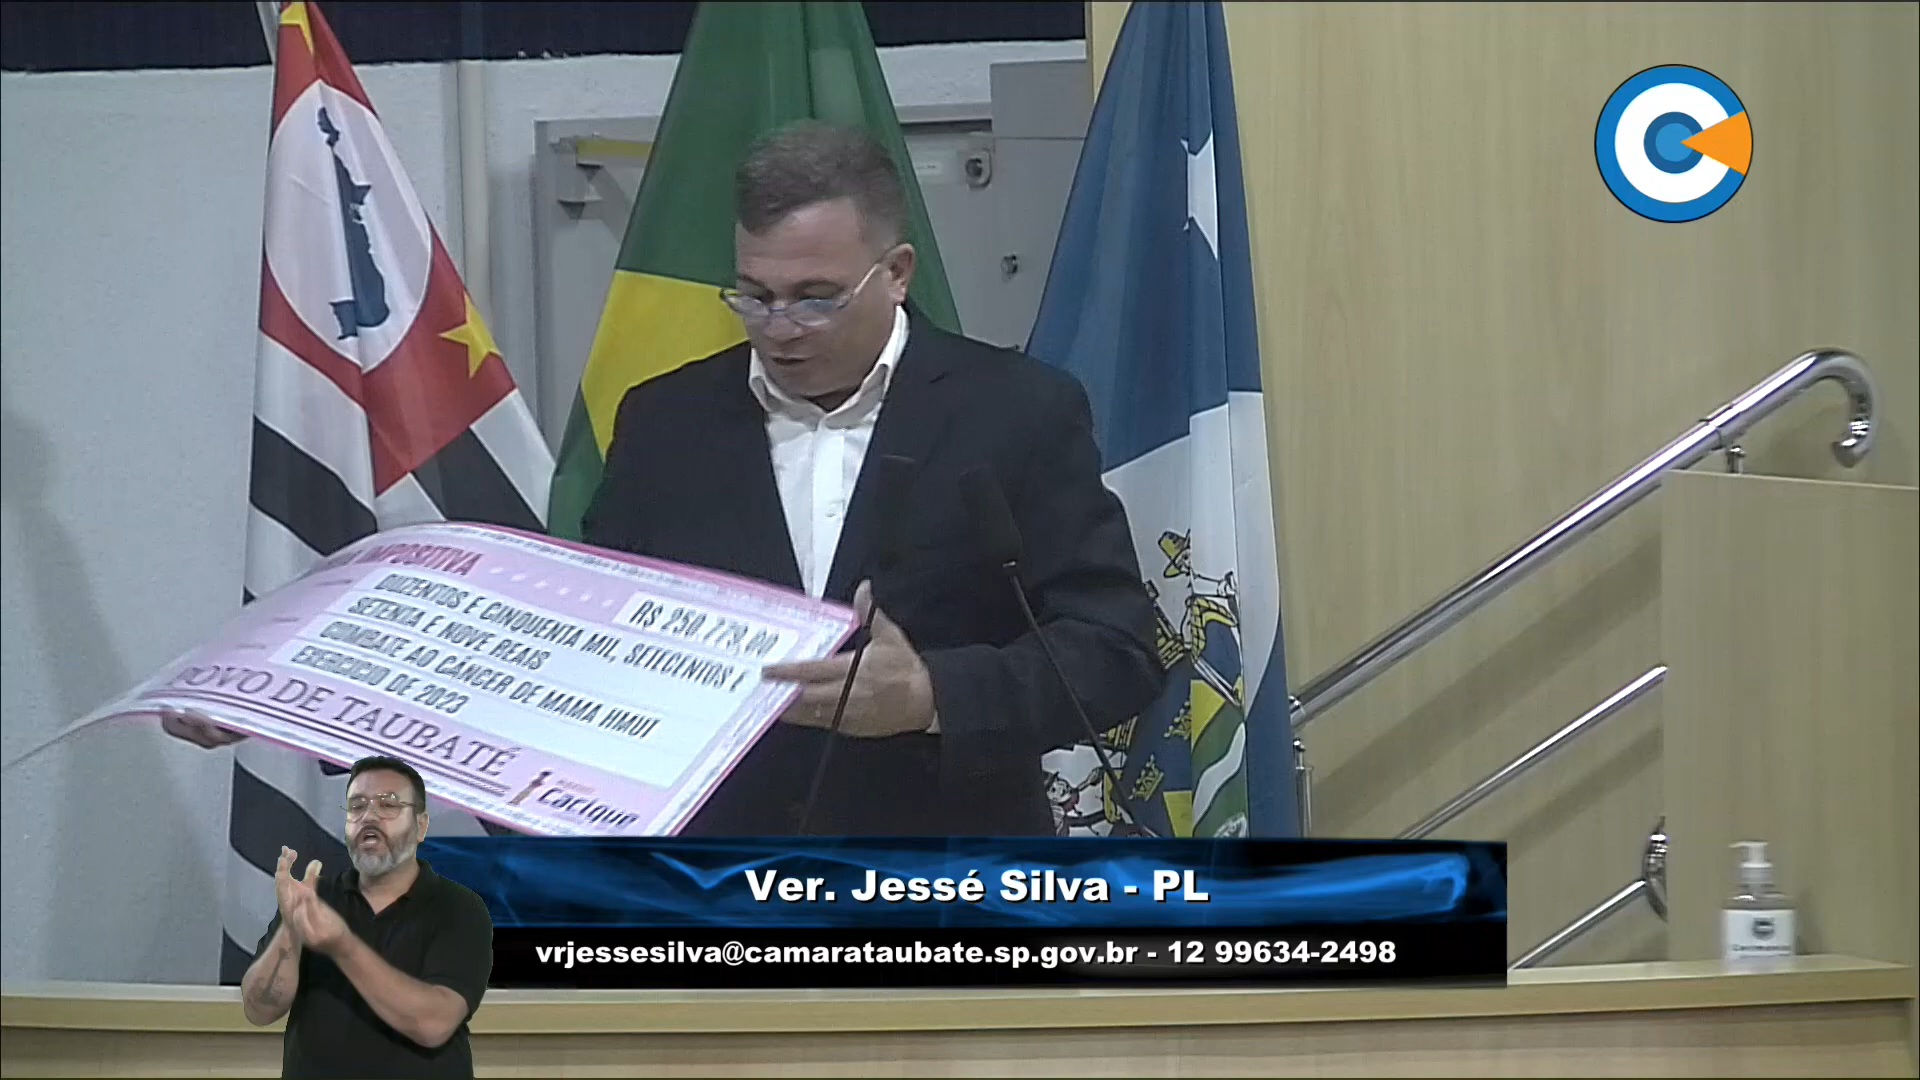 IMPOSITIVA
R$ 250.779,00
DUZENTOS E CINQUENTA MIL, SETECENTOS E
SETENTA E NOVE REAIS
COMBATE AO CÂNCER DE MAMA HMUT
EXERCÍCIO DE 2023
POVO DE TAUBATÉ
Cacique
Ver. Jessé Silva - PL
vrjessesilva@camarataubate.sp.gov.br - 12 99634-2498